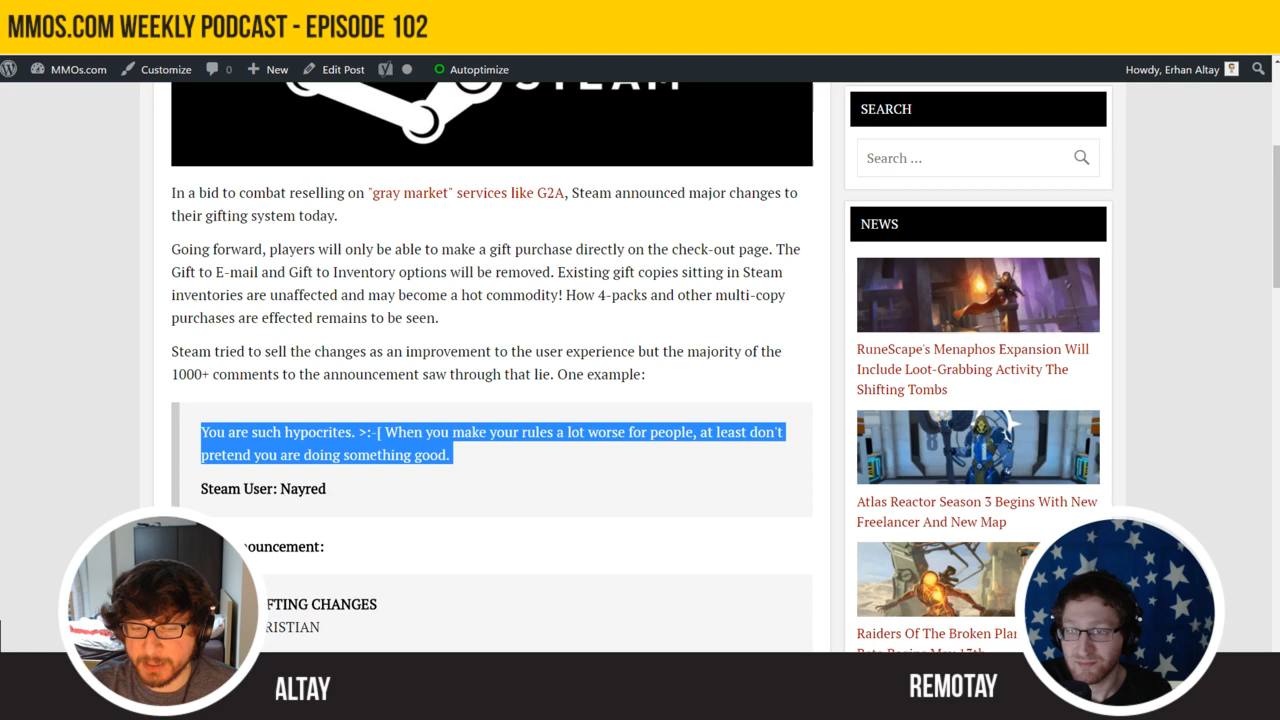 MMOS.COM WEEKLY PODCAST - EPISODE 102
MMOs.com Customize 0 New Edit Post Autoptimize Howdy, Erhan Altay
STEAM
In a bid to combat reselling on "gray market" services like G2A, Steam announced major changes to
their gifting system today.
Going forward, players will only be able to make a gift purchase directly on the check-out page. The
Gift to E-mail and Gift to Inventory options will be removed. Existing gift copies sitting in Steam
inventories are unaffected and may become a hot commodity! How 4-packs and other multi-copy
purchases are effected remains to be seen.
Steam tried to sell the changes as an improvement to the user experience but the majority of the
1000+ comments to the announcement saw through that lie. One example:
You are such hypocrites. >:-[ When you make your rules a lot worse for people, at least don't
pretend you are doing something good.
Steam User: Nayred
ouncement:
FTING CHANGES
RISTIAN
SEARCH
Search ...
NEWS
RuneScape's Menaphos Expansion Will
Include Loot-Grabbing Activity The
Shifting Tombs
Atlas Reactor Season 3 Begins With New
Freelancer And New Map
Raiders Of The Broken Plan
ALTAY
REMOTAY